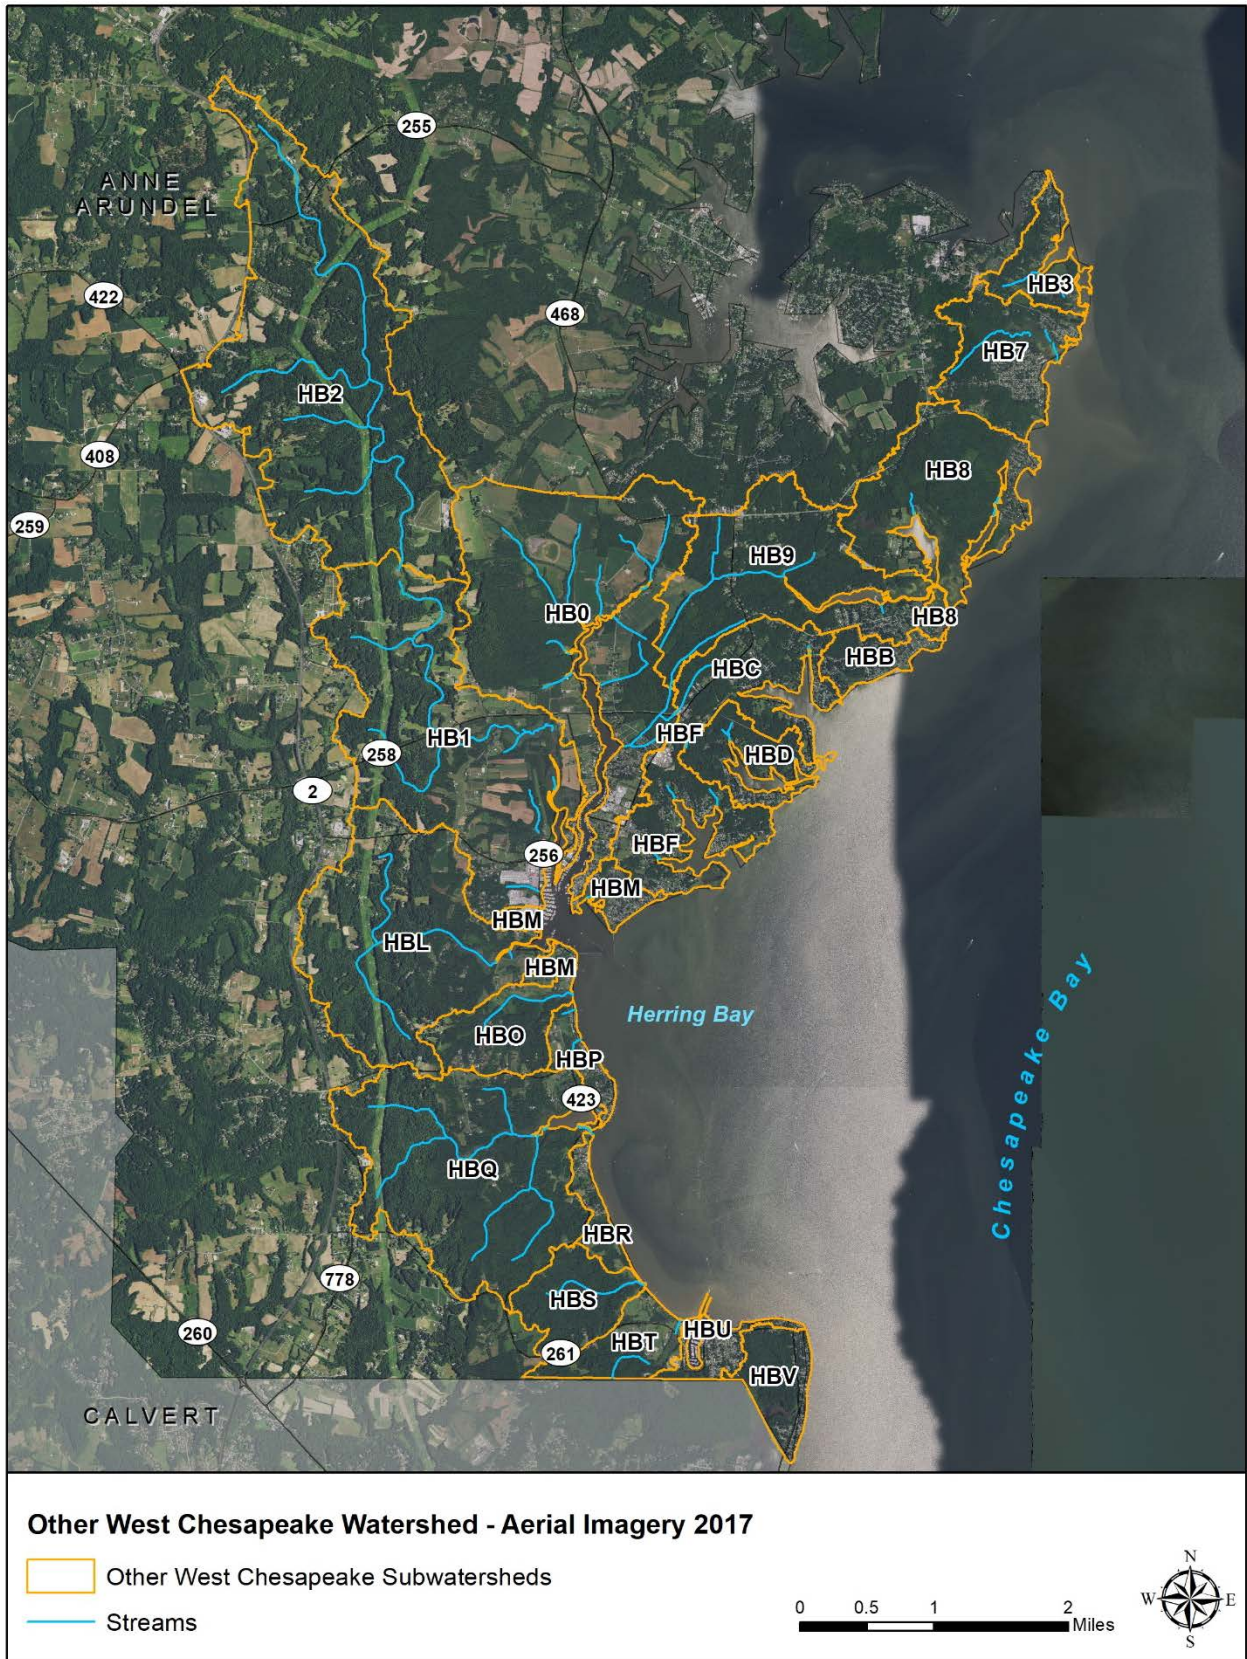 255
ANNE
ARUNDEL
HB3
422
468
HB7
HB2
408
HB8
259
HB9
HB0
HB8
HBB
HBC
HBF
HB1
258
HBD
2
HBF
256
HBM
HBM
HBL
HBM
Herring Bay
HBO
HBP
Chesapeake Bay
423
HBQ
HBR
778
HBS
HBU
260
HBT
261
HBV
CALVERT
Other West Chesapeake Watershed - Aerial Imagery 2017
Other West Chesapeake Subwatersheds
Streams
0 0.5 1 2
Miles
N
W E
S